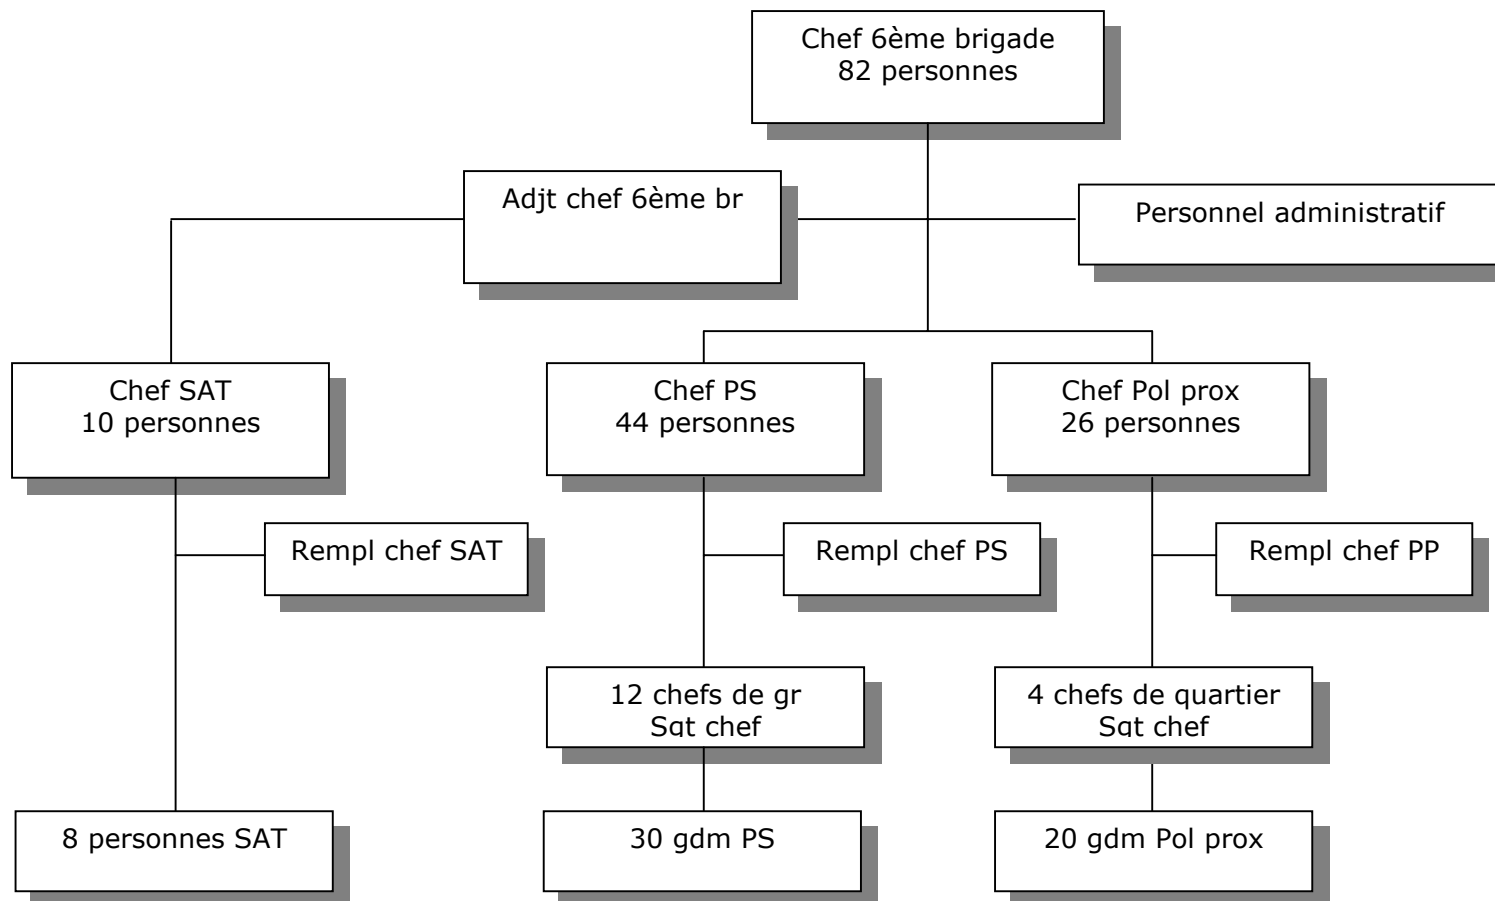 Chef 6ème brigade
82 personnes
Adjt chef 6ème br
Personnel administratif
Chef SAT
10 personnes
Chef PS
44 personnes
Chef Pol prox
26 personnes
Rempl chef SAT
Rempl chef PS
Rempl chef PP
12 chefs de gr
Sgt chef
4 chefs de quartier
Sgt chef
8 personnes SAT
30 gdm PS
20 gdm Pol prox